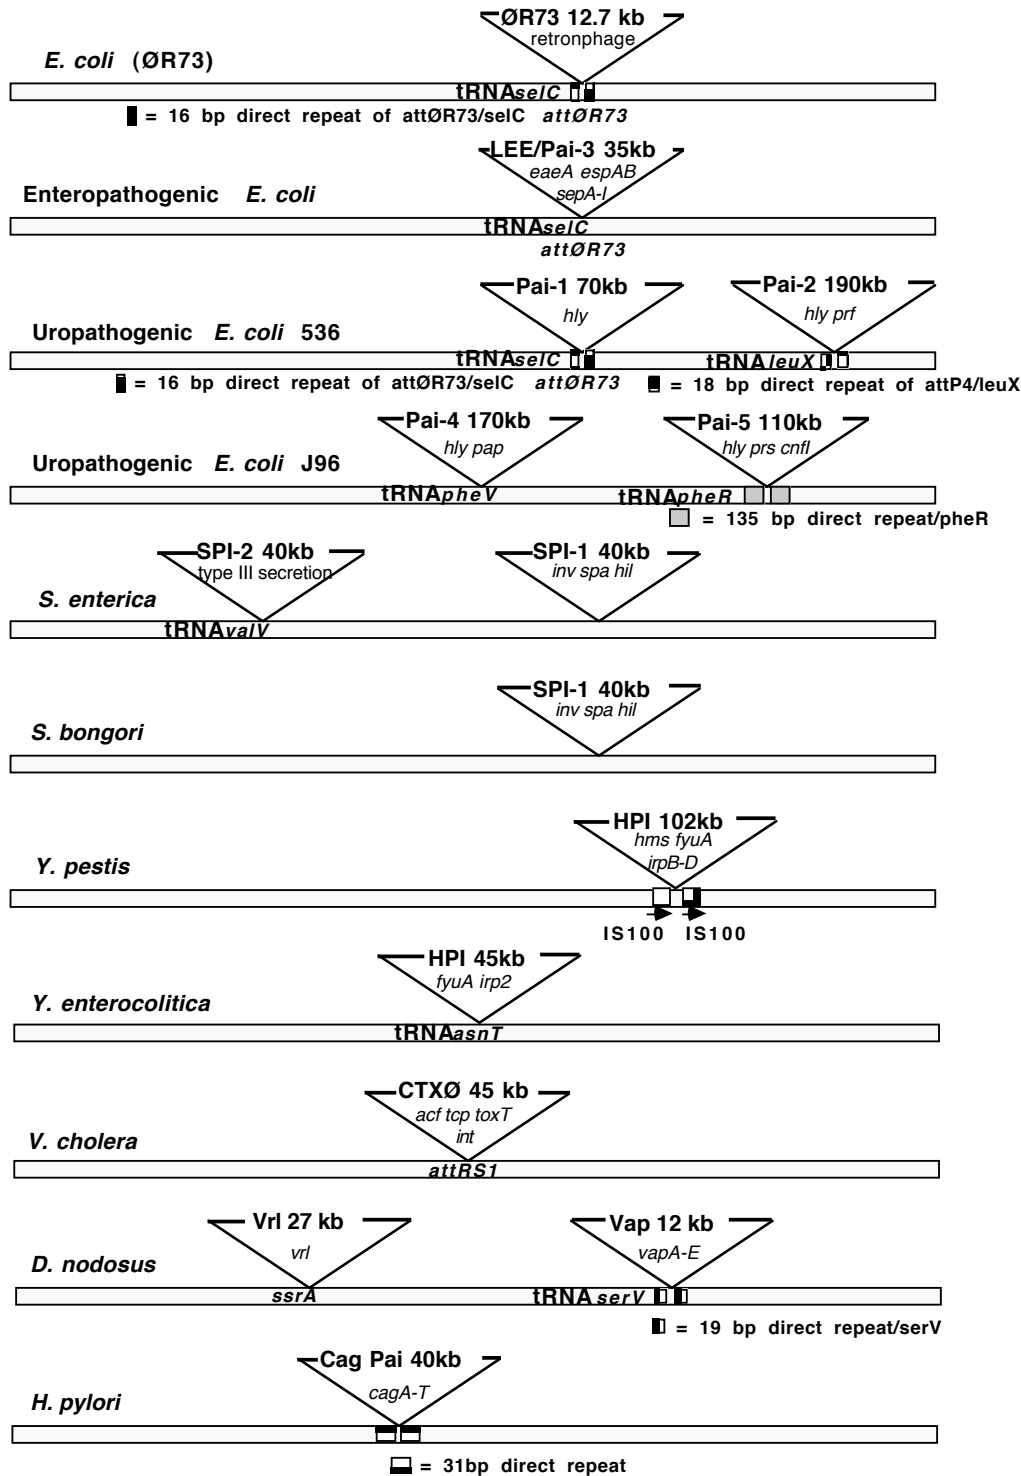 ØR73 12.7 kb
retronphage
E. coli (ØR73)
tRNAselC
= 16 bp direct repeat of attØR73/selC attØR73
LEE/Pai-3 35kb
eaeA espAB
sepA-I
Enteropathogenic E. coli
tRNAselC
attØR73
Pai-1 70kb Pai-2 190kb
hly hly prf
Uropathogenic E. coli 536
tRNAselC tRNAleuX
= 16 bp direct repeat of attØR73/selC attØR73 = 18 bp direct repeat of attP4/leuX
Pai-4 170kb Pai-5 110kb
hly pap hly prs cnfI
Uropathogenic E. coli J96
tRNApheV tRNApheR
= 135 bp direct repeat/pheR
SPI-2 40kb SPI-1 40kb
type III secretion inv spa hil
S. enterica
tRNAvalV
SPI-1 40kb
inv spa hil
S. bongori
HPI 102kb
hms fyuA
irpB-D
Y. pestis
IS100 IS100
HPI 45kb
fyuA irp2
Y. enterocolitica
tRNAasnT
CTXØ 45 kb
acf tcp toxT
int
V. cholera
attRS1
Vrl 27 kb Vap 12 kb
vrl vapA-E
D. nodosus
ssrA tRNA serV
= 19 bp direct repeat/serV
Cag Pai 40kb
cagA-T
H. pylori
= 31bp direct repeat